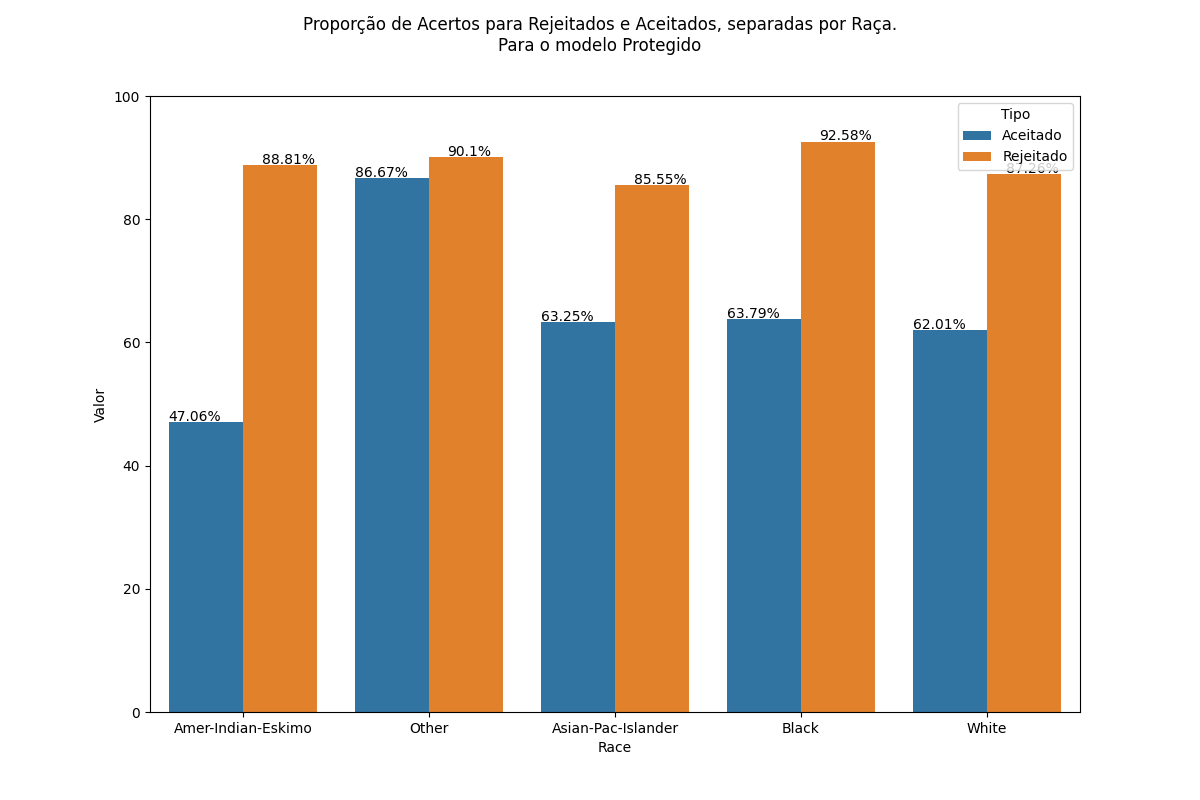 Proporção de Acertos para Rejeitados e Aceitados, separadas por Raça.
Para o modelo Protegido
100
80
60
40
20
0
Valor
Tipo
Aceitado
Rejeitado
47.06%
88.81%
86.67%
90.1%
63.25%
85.55%
63.79%
92.58%
62.01%
87.26%
Amer-Indian-Eskimo
Other
Asian-Pac-Islander
Black
White
Race